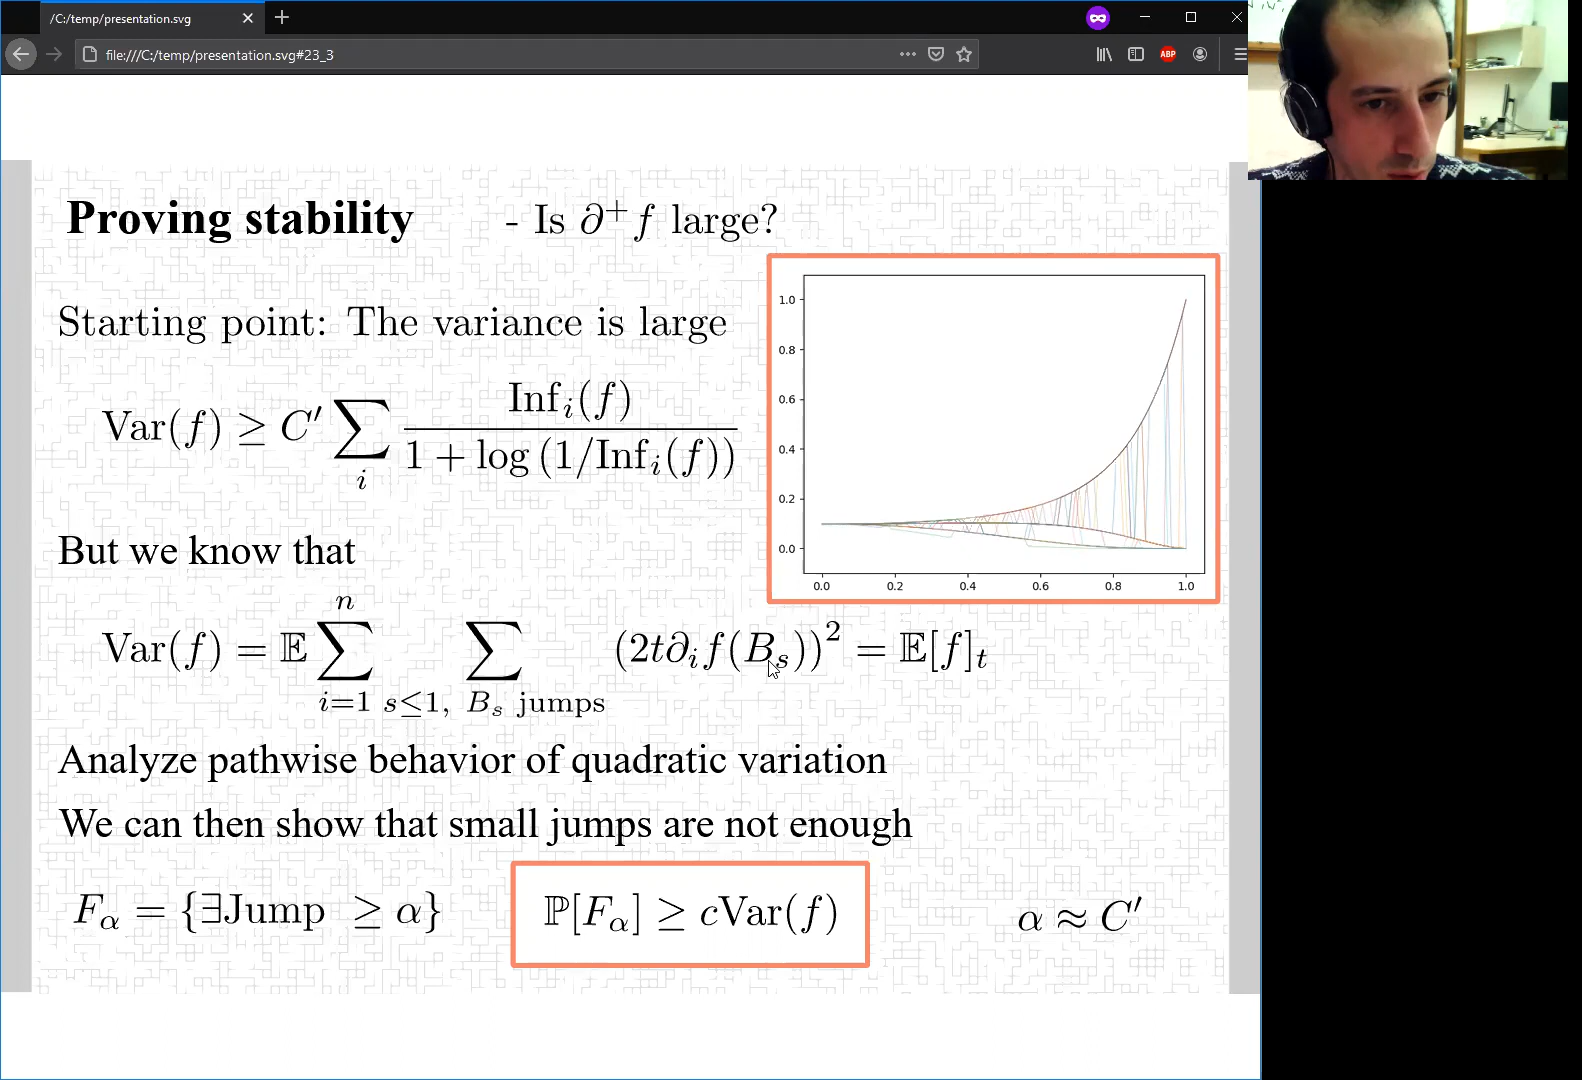 /C:/temp/presentation.svg
file:///C:/temp/presentation.svg#23_3
ABP
Proving stability - Is ∂⁺f large?
Starting point: The variance is large
Var(f) ≥ C′ ∑_i Inf_i(f) / (1 + log (1/Inf_i(f)))
1.0
0.8
0.6
0.4
0.2
0.0
0.0 0.2 0.4 0.6 0.8 1.0
But we know that
Var(f) = 𝔼 ∑_{i=1}^{n} ∑_{s≤1, B_s jumps} (2t∂_i f(B_s))² = 𝔼[f]_t
Analyze pathwise behavior of quadratic variation
We can then show that small jumps are not enough
F_α = {∃Jump ≥ α} ℙ[F_α] ≥ cVar(f) α ≈ C′